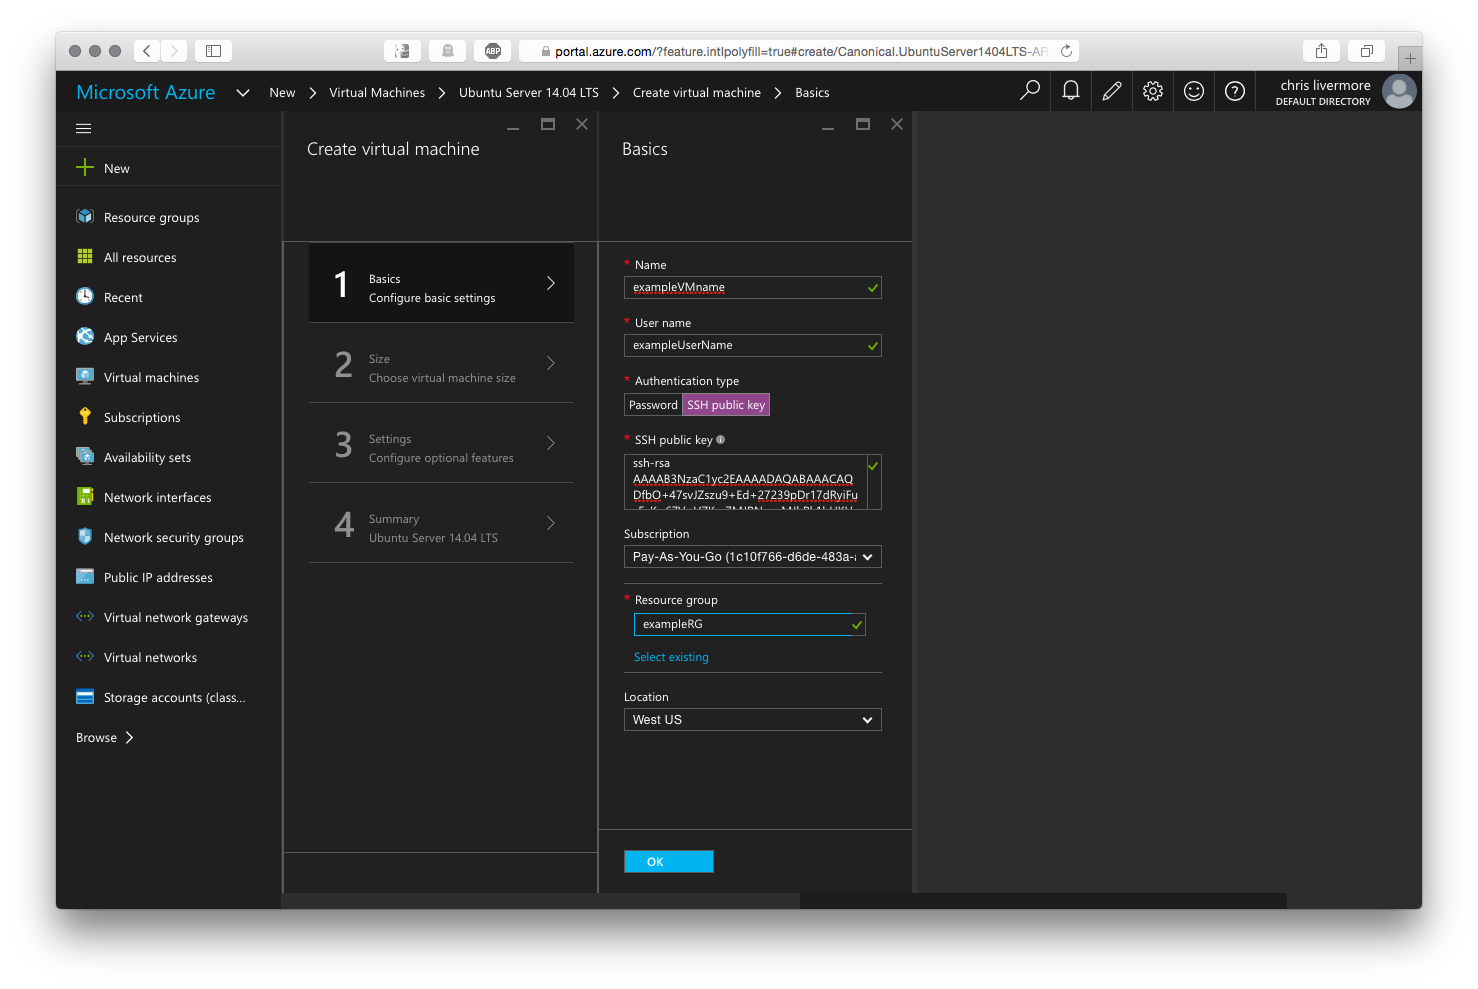 ABP
portal.azure.com/?feature.intlpolyfill=true#create/Canonical.UbuntuServer1404LTS-AR
Microsoft Azure
New
Virtual Machines
Ubuntu Server 14.04 LTS
Create virtual machine
Basics
chris livermore
DEFAULT DIRECTORY
New
Resource groups
All resources
Recent
App Services
Virtual machines
Subscriptions
Availability sets
Network interfaces
Network security groups
Public IP addresses
Virtual network gateways
Virtual networks
Storage accounts (class...
Browse
Create virtual machine
1
Basics
Configure basic settings
2
Size
Choose virtual machine size
3
Settings
Configure optional features
4
Summary
Ubuntu Server 14.04 LTS
Basics
* Name
exampleVMname
* User name
exampleUserName
* Authentication type
Password
SSH public key
* SSH public key
ssh-rsa
AAAAB3NzaC1yc2EAAAADAQABAAACAQ
DfbO+47svJZszu9+Ed+27239pDr17dRyiFu
Subscription
Pay-As-You-Go (1c10f766-d6de-483a-a
* Resource group
exampleRG
Select existing
Location
West US
OK